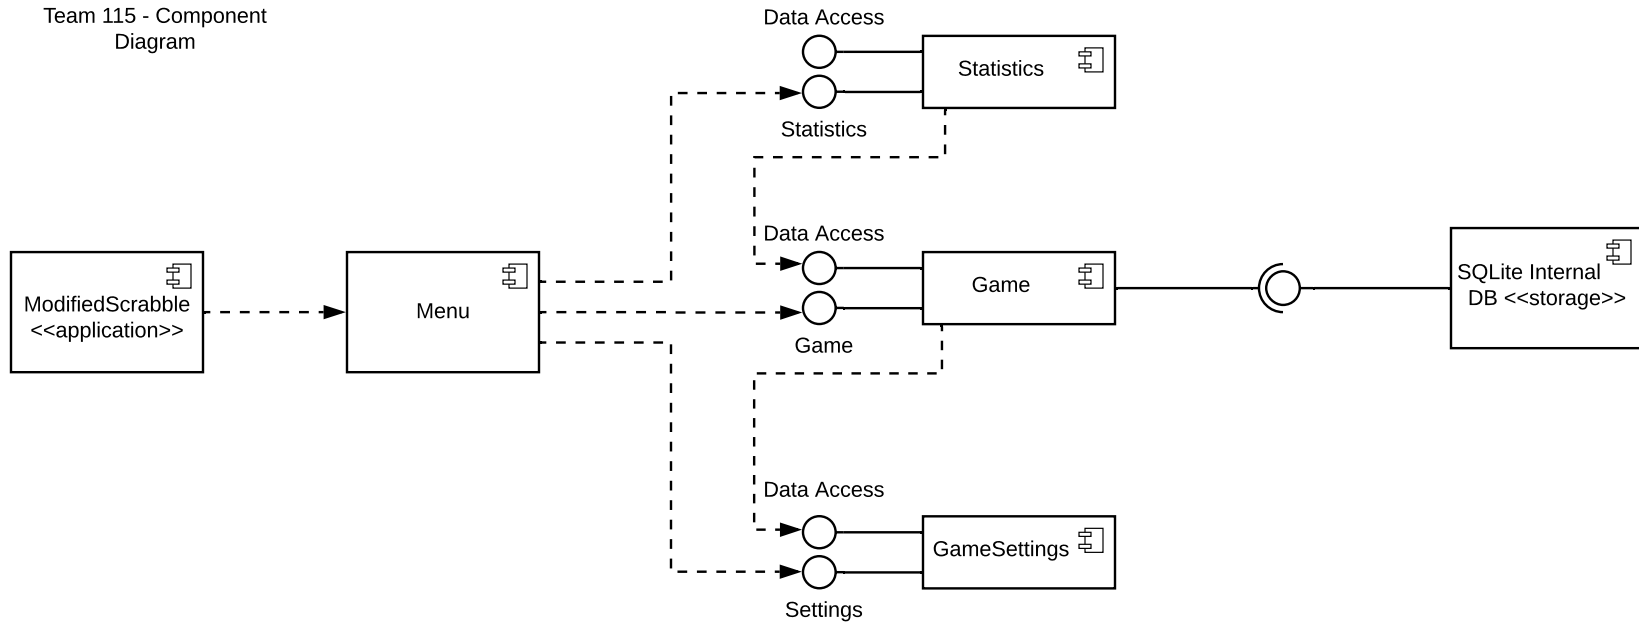 Team 115 - Component
Diagram
Data Access
Statistics
Statistics
Data Access
Game
Game
ModifiedScrabble
<<application>>
Menu
SQLite Internal
DB <<storage>>
Data Access
GameSettings
Settings